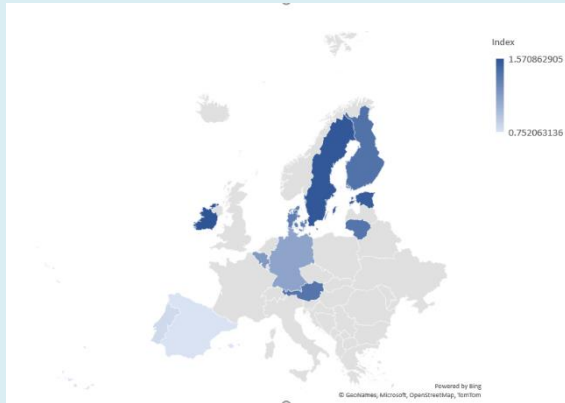 Index
1.570862905
0.752063136
Powered by Bing
© GeoNames, Microsoft, OpenStreetMap, TomTom